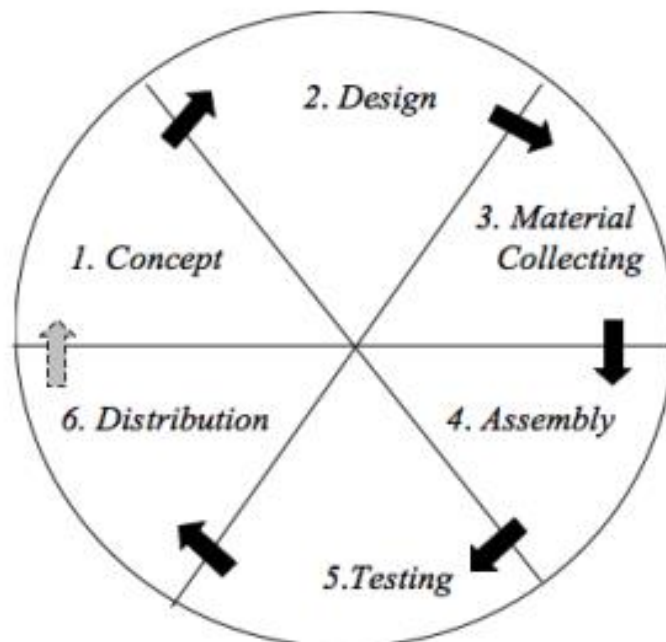 1. Concept
2. Design
3. Material
Collecting
4. Assembly
5.Testing
6. Distribution